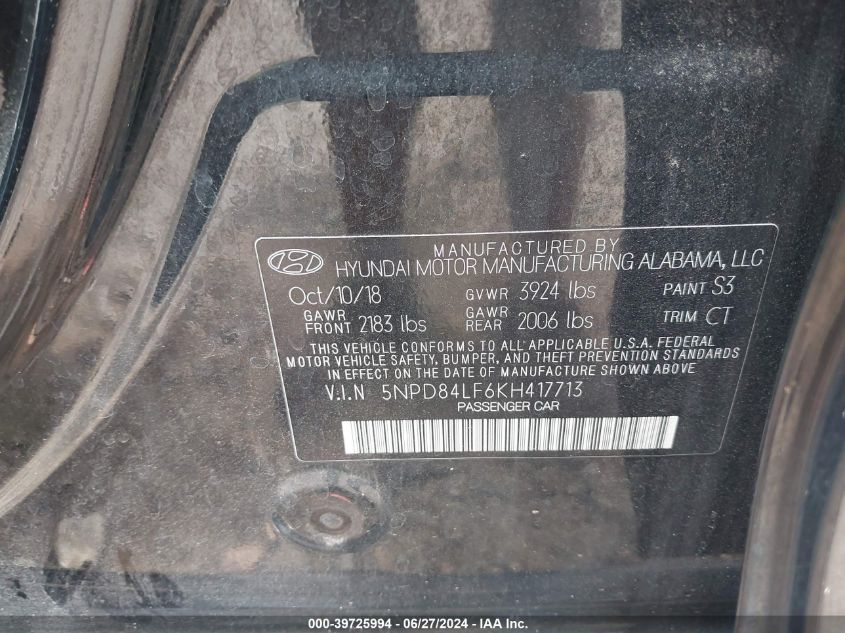 MANUFACTURED BY
HYUNDAI MOTOR MANUFACTURING ALABAMA, LLC
Oct/10/18 GVWR 3924 lbs PAINT S3
GAWR FRONT 2183 lbs GAWR REAR 2006 lbs TRIM CT
THIS VEHICLE CONFORMS TO ALL APPLICABLE U.S.A. FEDERAL
MOTOR VEHICLE SAFETY, BUMPER, AND THEFT PREVENTION STANDARDS
IN EFFECT ON THE DATE OF MANUFACTURE SHOWN ABOVE
V.I.N 5NPD84LF6KH417713
PASSENGER CAR
000-39725994 - 06/27/2024 - IAA Inc.